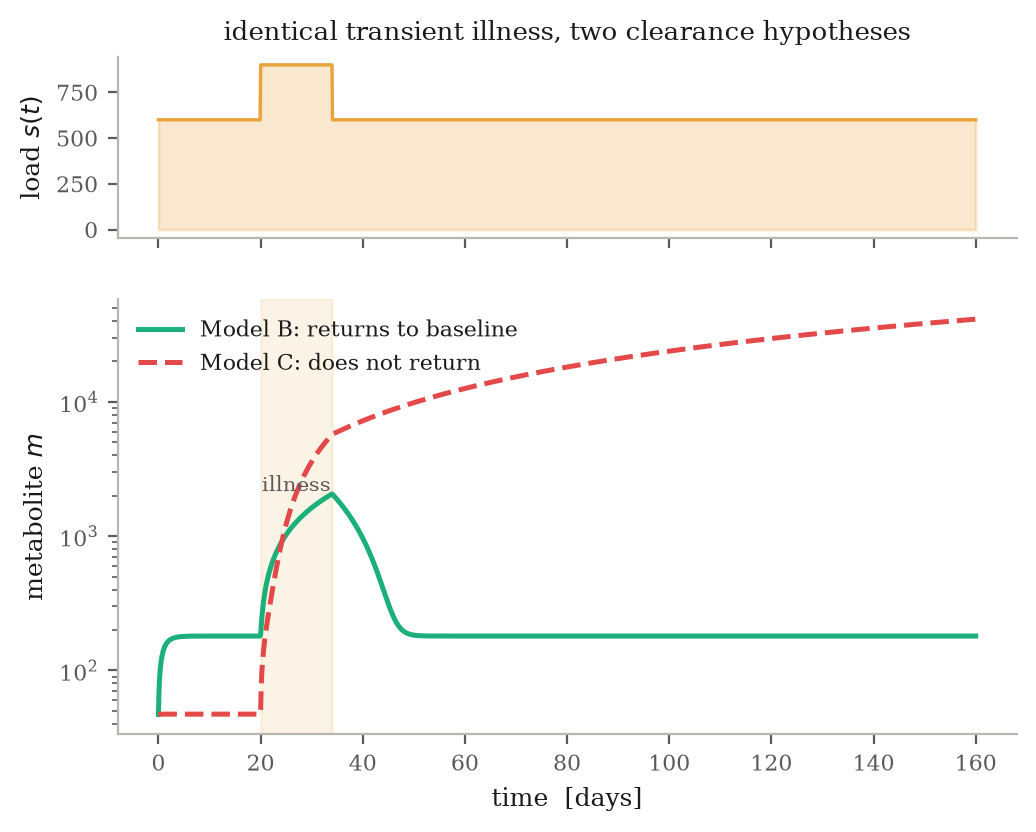 identical transient illness, two clearance hypotheses
load s(t)
750
500
250
0
Model B: returns to baseline
Model C: does not return
illness
metabolite m
10⁴
10³
10²
0 20 40 60 80 100 120 140 160
time [days]